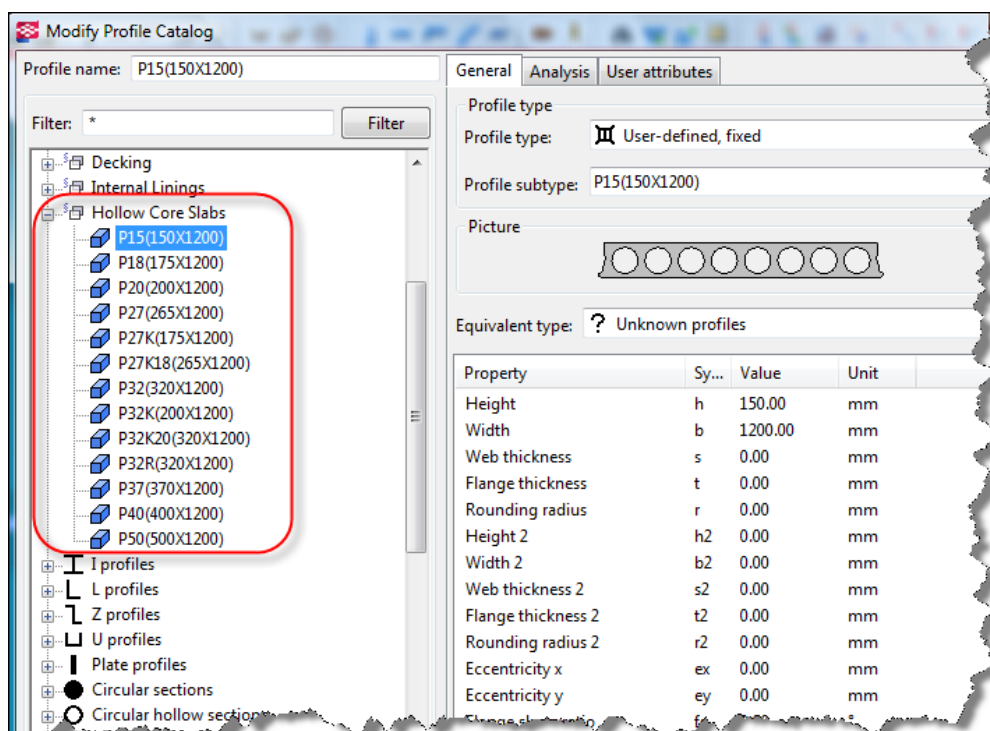 Modify Profile Catalog
Profile name: P15(150X1200)
Filter: * Filter
Decking
Internal Linings
Hollow Core Slabs
P15(150X1200)
P18(175X1200)
P20(200X1200)
P27(265X1200)
P27K(175X1200)
P27K18(265X1200)
P32(320X1200)
P32K(200X1200)
P32K20(320X1200)
P32R(320X1200)
P37(370X1200)
P40(400X1200)
P50(500X1200)
I profiles
L profiles
Z profiles
U profiles
Plate profiles
Circular sections
Circular hollow section
General Analysis User attributes
Profile type
Profile type: User-defined, fixed
Profile subtype: P15(150X1200)
Picture
Equivalent type: ? Unknown profiles
Property Sy... Value Unit
Height h 150.00 mm
Width b 1200.00 mm
Web thickness s 0.00 mm
Flange thickness t 0.00 mm
Rounding radius r 0.00 mm
Height 2 h2 0.00 mm
Width 2 b2 0.00 mm
Web thickness 2 s2 0.00 mm
Flange thickness 2 t2 0.00 mm
Rounding radius 2 r2 0.00 mm
Eccentricity x ex 0.00 mm
Eccentricity y ey 0.00 mm